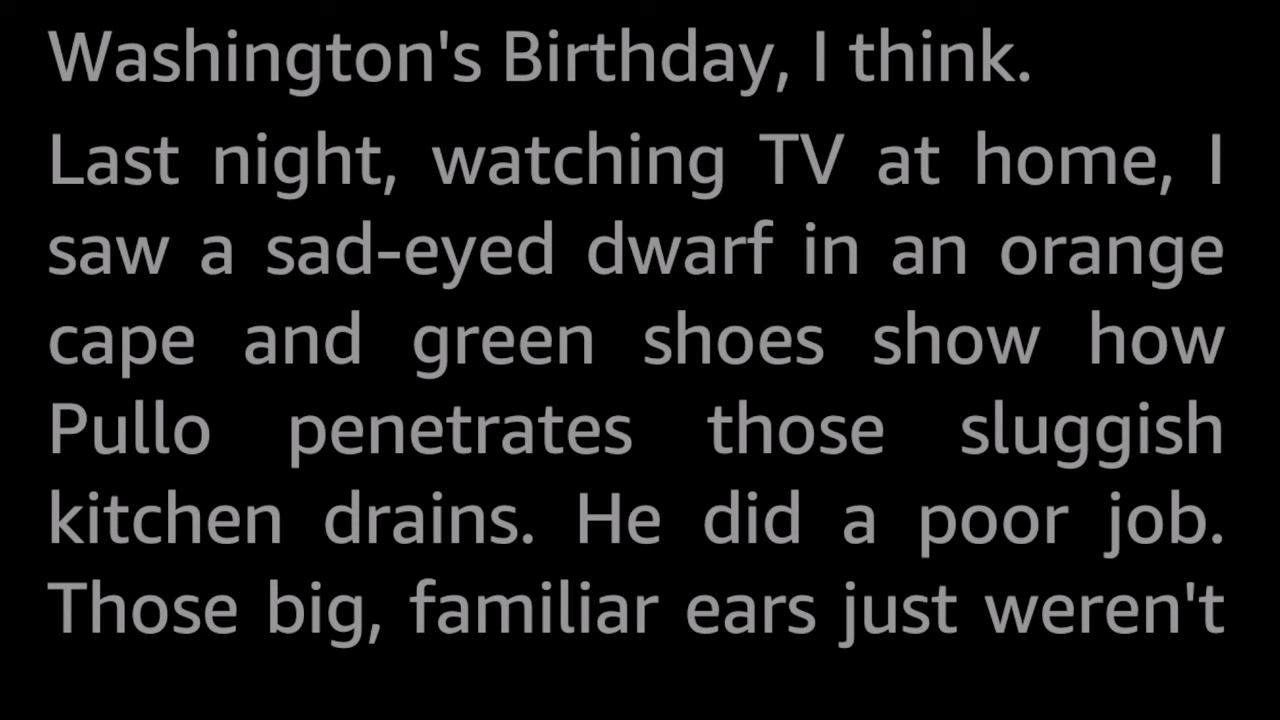 Washington's Birthday, I think.
Last night, watching TV at home, I
saw a sad-eyed dwarf in an orange
cape and green shoes show how
Pullo penetrates those sluggish
kitchen drains. He did a poor job.
Those big, familiar ears just weren't